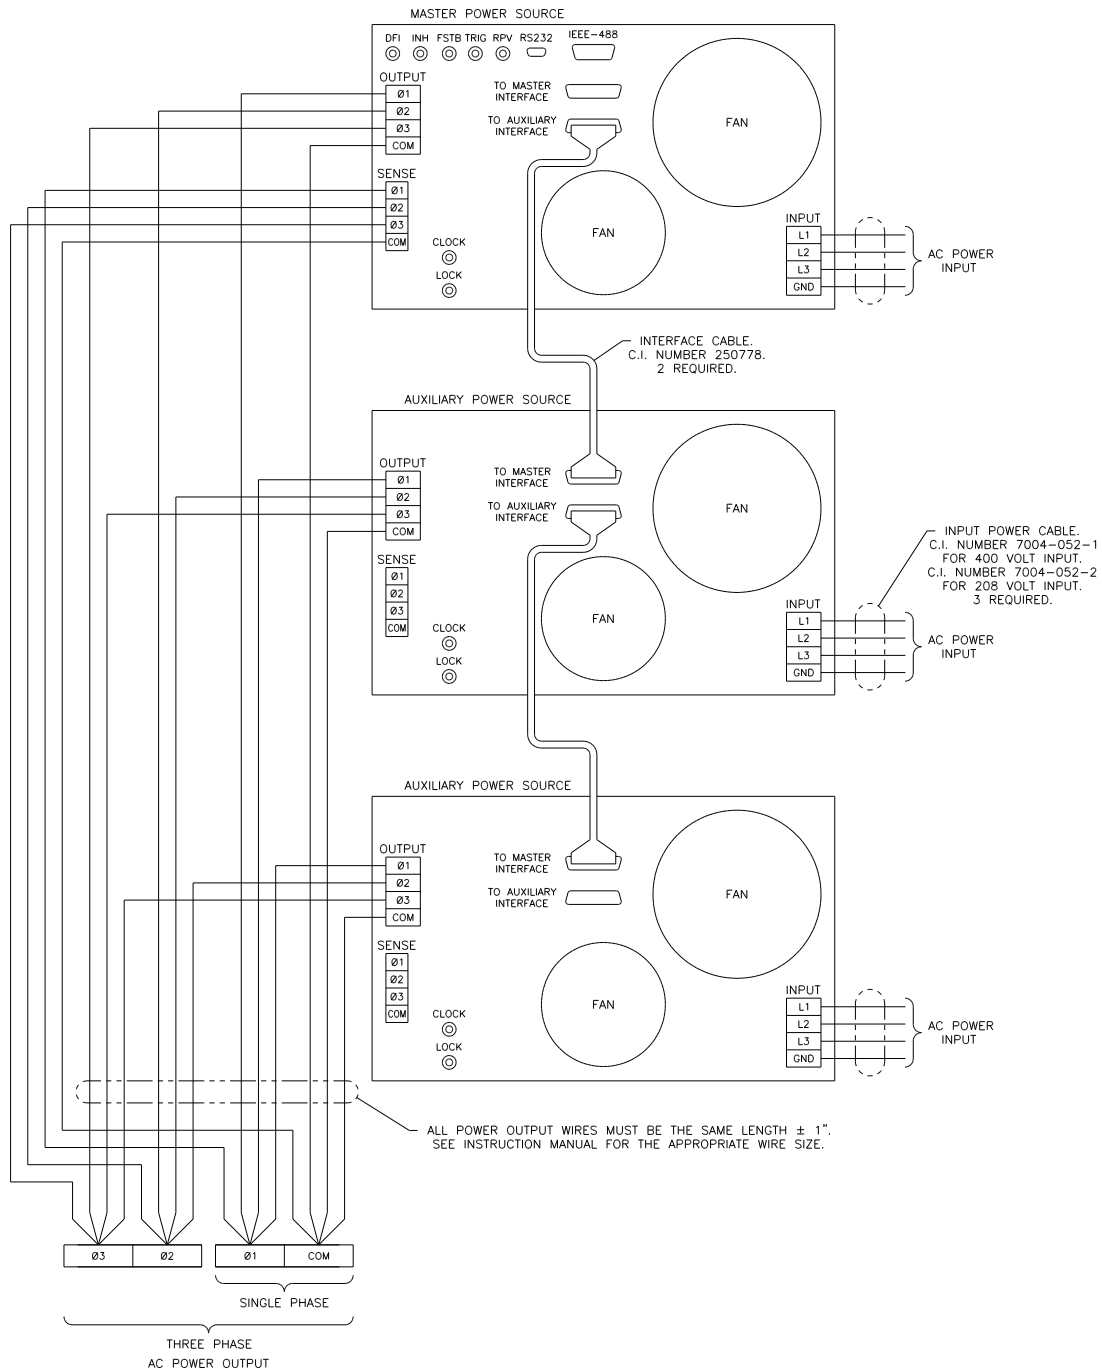 MASTER POWER SOURCE
DFI INH FSTB TRIG RPV RS232 IEEE-488
OUTPUT
Ø1
Ø2
Ø3
COM
TO MASTER
INTERFACE
TO AUXILIARY
INTERFACE
FAN
SENSE
Ø1
Ø2
Ø3
COM
FAN
CLOCK
LOCK
INPUT
L1
L2
L3
GND
AC POWER
INPUT
INTERFACE CABLE.
C.I. NUMBER 250778.
2 REQUIRED.
AUXILIARY POWER SOURCE
OUTPUT
Ø1
Ø2
Ø3
COM
TO MASTER
INTERFACE
TO AUXILIARY
INTERFACE
FAN
SENSE
Ø1
Ø2
Ø3
COM
FAN
CLOCK
LOCK
INPUT
L1
L2
L3
GND
INPUT POWER CABLE.
C.I. NUMBER 7004-052-1
FOR 400 VOLT INPUT.
C.I. NUMBER 7004-052-2
FOR 208 VOLT INPUT.
3 REQUIRED.
AC POWER
INPUT
AUXILIARY POWER SOURCE
OUTPUT
Ø1
Ø2
Ø3
COM
TO MASTER
INTERFACE
TO AUXILIARY
INTERFACE
FAN
SENSE
Ø1
Ø2
Ø3
COM
FAN
CLOCK
LOCK
INPUT
L1
L2
L3
GND
AC POWER
INPUT
ALL POWER OUTPUT WIRES MUST BE THE SAME LENGTH ± 1".
SEE INSTRUCTION MANUAL FOR THE APPROPRIATE WIRE SIZE.
Ø3 Ø2 Ø1 COM
SINGLE PHASE
THREE PHASE
AC POWER OUTPUT